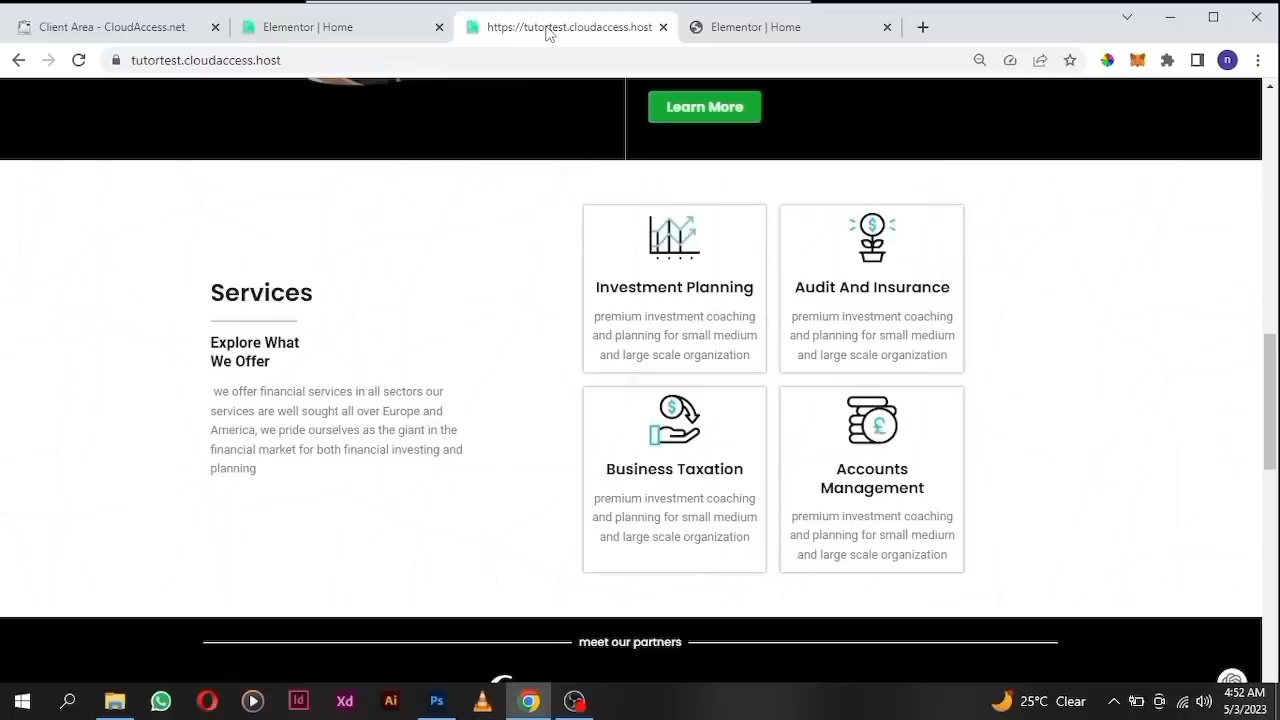 Client Area - CloudAccess.net
Elementor | Home
https://tutortest.cloudaccess.host
Elementor | Home
tutortest.cloudaccess.host
n
Learn More
Services
Explore What
We Offer
we offer financial services in all sectors our
services are well sought all over Europe and
America, we pride ourselves as the giant in the
financial market for both financial investing and
planning
Investment Planning
premium investment coaching
and planning for small medium
and large scale organization
Audit And Insurance
premium investment coaching
and planning for small medium
and large scale organization
Business Taxation
premium investment coaching
and planning for small medium
and large scale organization
Accounts
Management
premium investment coaching
and planning for small medium
and large scale organization
meet our partners
Id
Xd
Ai
Ps
25°C Clear
4:52 AM
5/3/2023